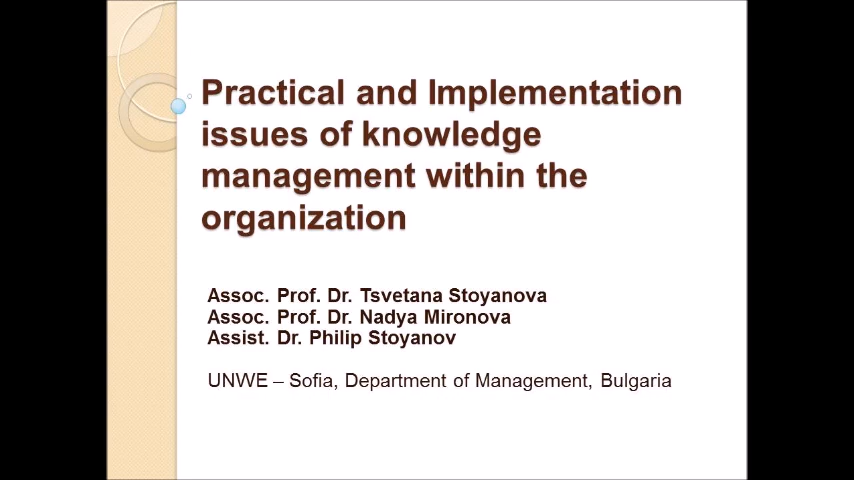 Practical and Implementation
issues of knowledge
management within the
organization
Assoc. Prof. Dr. Tsvetana Stoyanova
Assoc. Prof. Dr. Nadya Mironova
Assist. Dr. Philip Stoyanov
UNWE – Sofia, Department of Management, Bulgaria